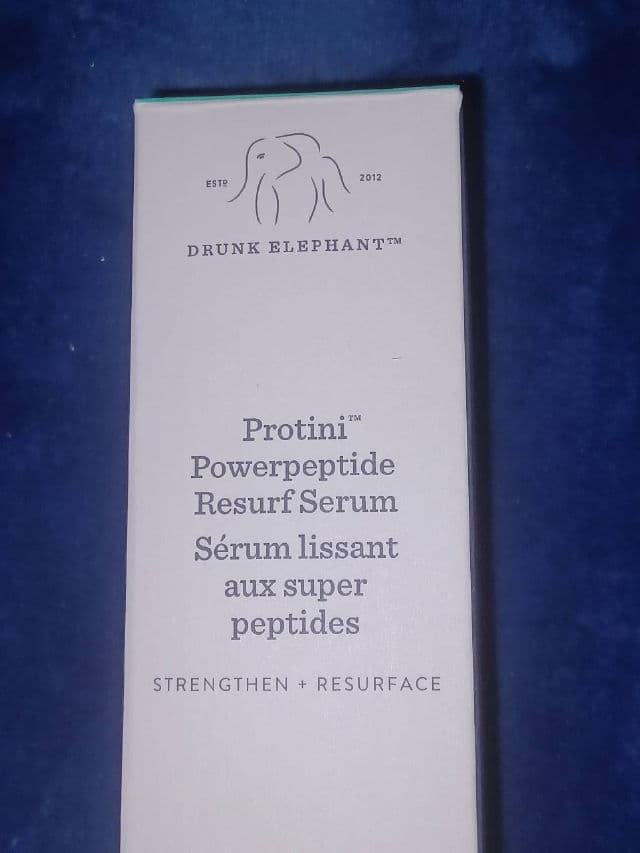 ESTD 2012
DRUNK ELEPHANT™
Protini™
Powerpeptide
Resurf Serum
Sérum lissant
aux super
peptides
STRENGTHEN + RESURFACE